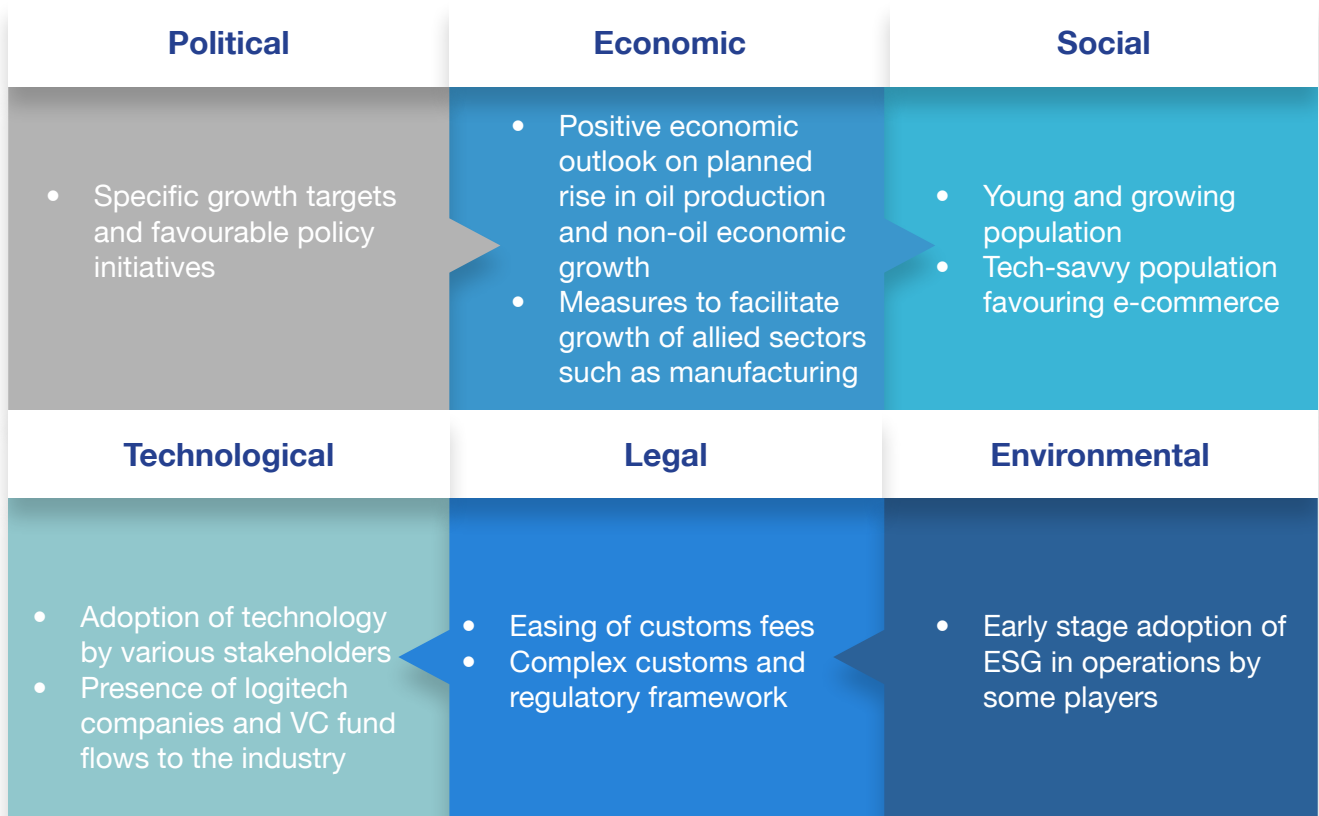 Political
Economic
Social
• Specific growth targets
and favourable policy
initiatives
• Positive economic
outlook on planned
rise in oil production
and non-oil economic
growth
• Measures to facilitate
growth of allied sectors
such as manufacturing
• Young and growing
population
• Tech-savvy population
favouring e-commerce
Technological
Legal
Environmental
• Adoption of technology
by various stakeholders
• Presence of logitech
companies and VC fund
flows to the industry
• Easing of customs fees
• Complex customs and
regulatory framework
• Early stage adoption of
ESG in operations by
some players